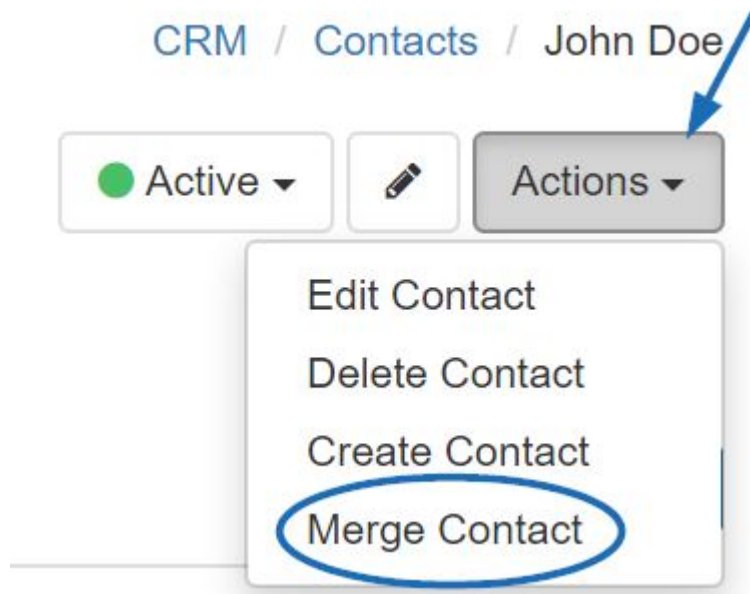 CRM / Contacts / John Doe
Active Actions
Edit Contact
Delete Contact
Create Contact
Merge Contact